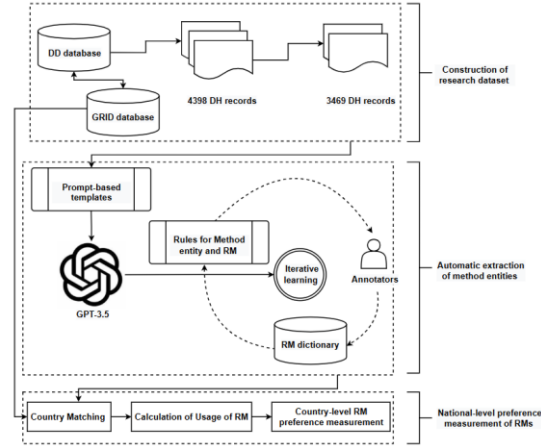 DD database
4398 DH records
3469 DH records
GRID database
Construction of
research dataset
Prompt-based
templates
Rules for Method
entity and RM
Iterative
learning
Annotators
GPT-3.5
RM dictionary
Automatic extraction
of method entities
Country Matching
Calculation of Usage of RM
Country-level RM
preference measurement
National-level preference
measurement of RMs